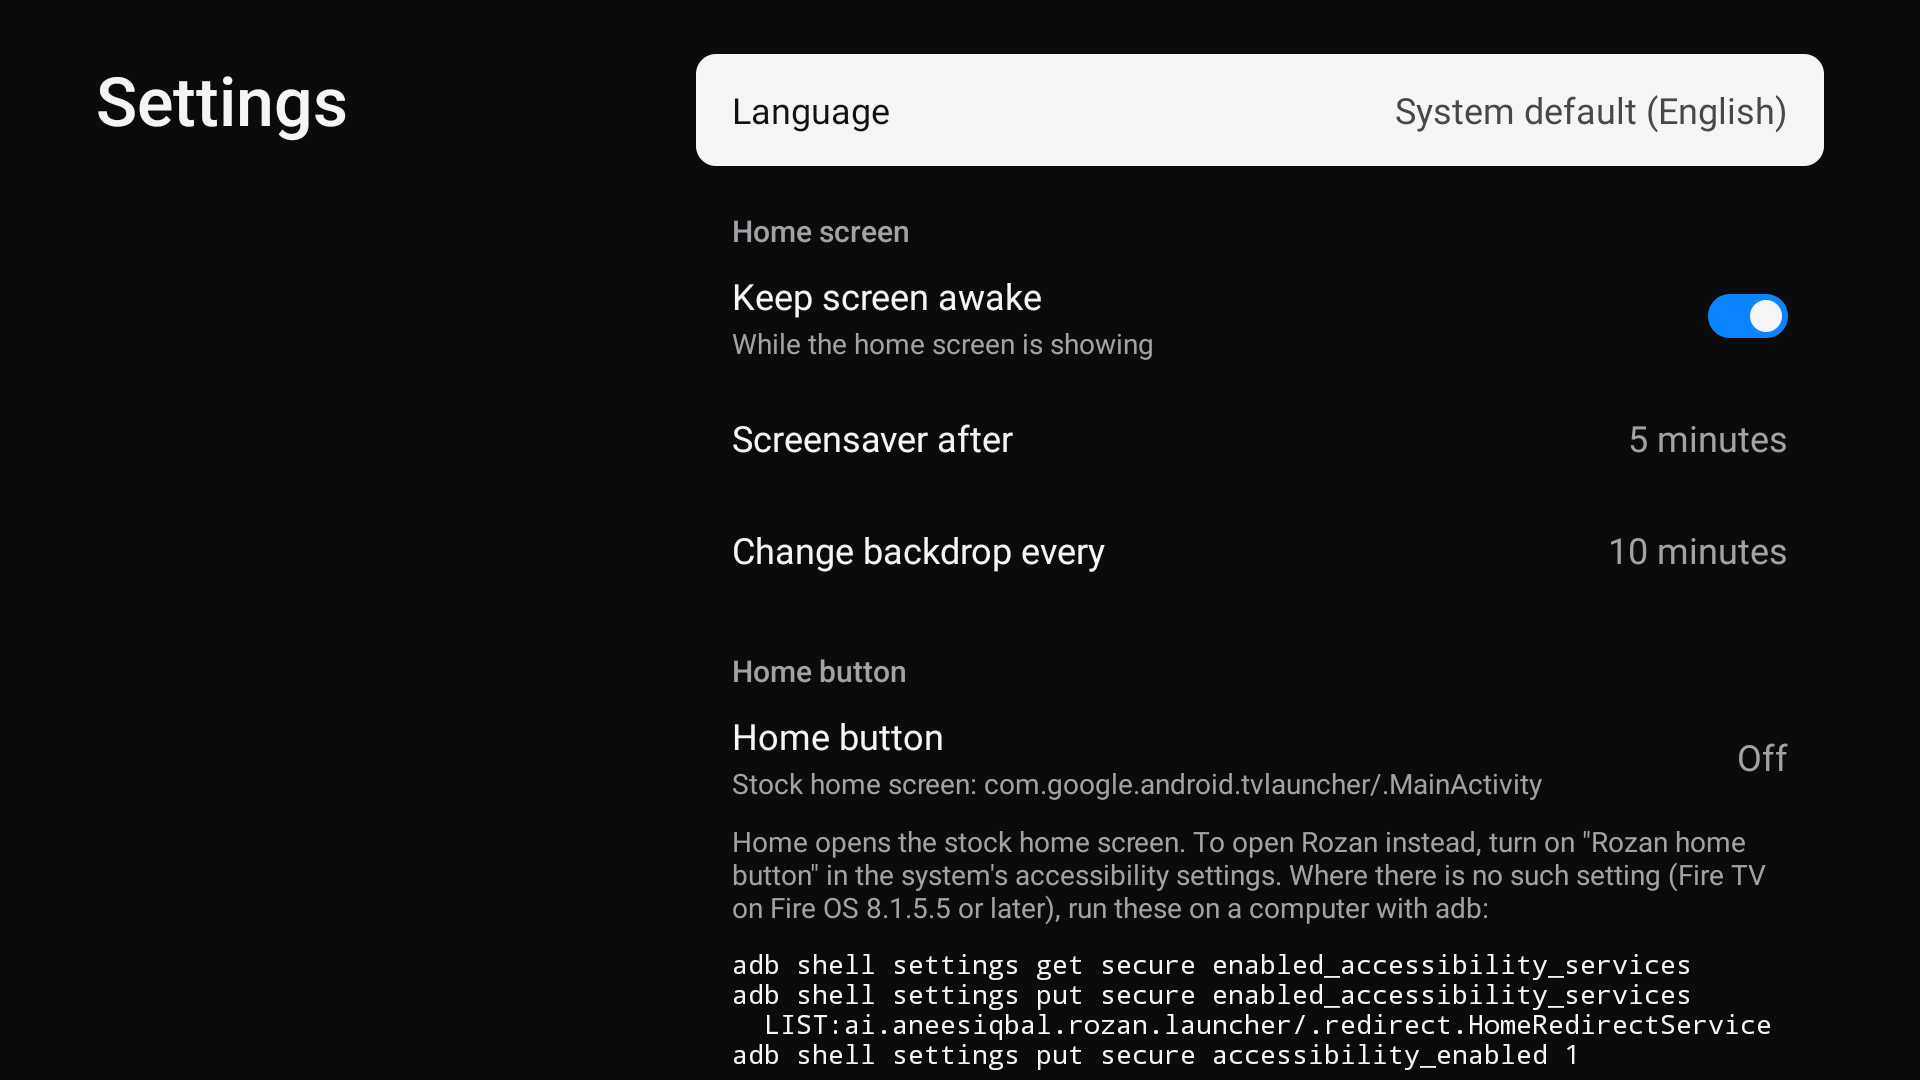 Settings
Language
System default (English)
Home screen
Keep screen awake
While the home screen is showing
Screensaver after
5 minutes
Change backdrop every
10 minutes
Home button
Home button
Stock home screen: com.google.android.tvlauncher/.MainActivity
Off
Home opens the stock home screen. To open Rozan instead, turn on "Rozan home
button" in the system's accessibility settings. Where there is no such setting (Fire TV
on Fire OS 8.1.5.5 or later), run these on a computer with adb:
adb shell settings get secure enabled_accessibility_services
adb shell settings put secure enabled_accessibility_services
LIST:ai.aneesiqbal.rozan.launcher/.redirect.HomeRedirectService
adb shell settings put secure accessibility_enabled 1